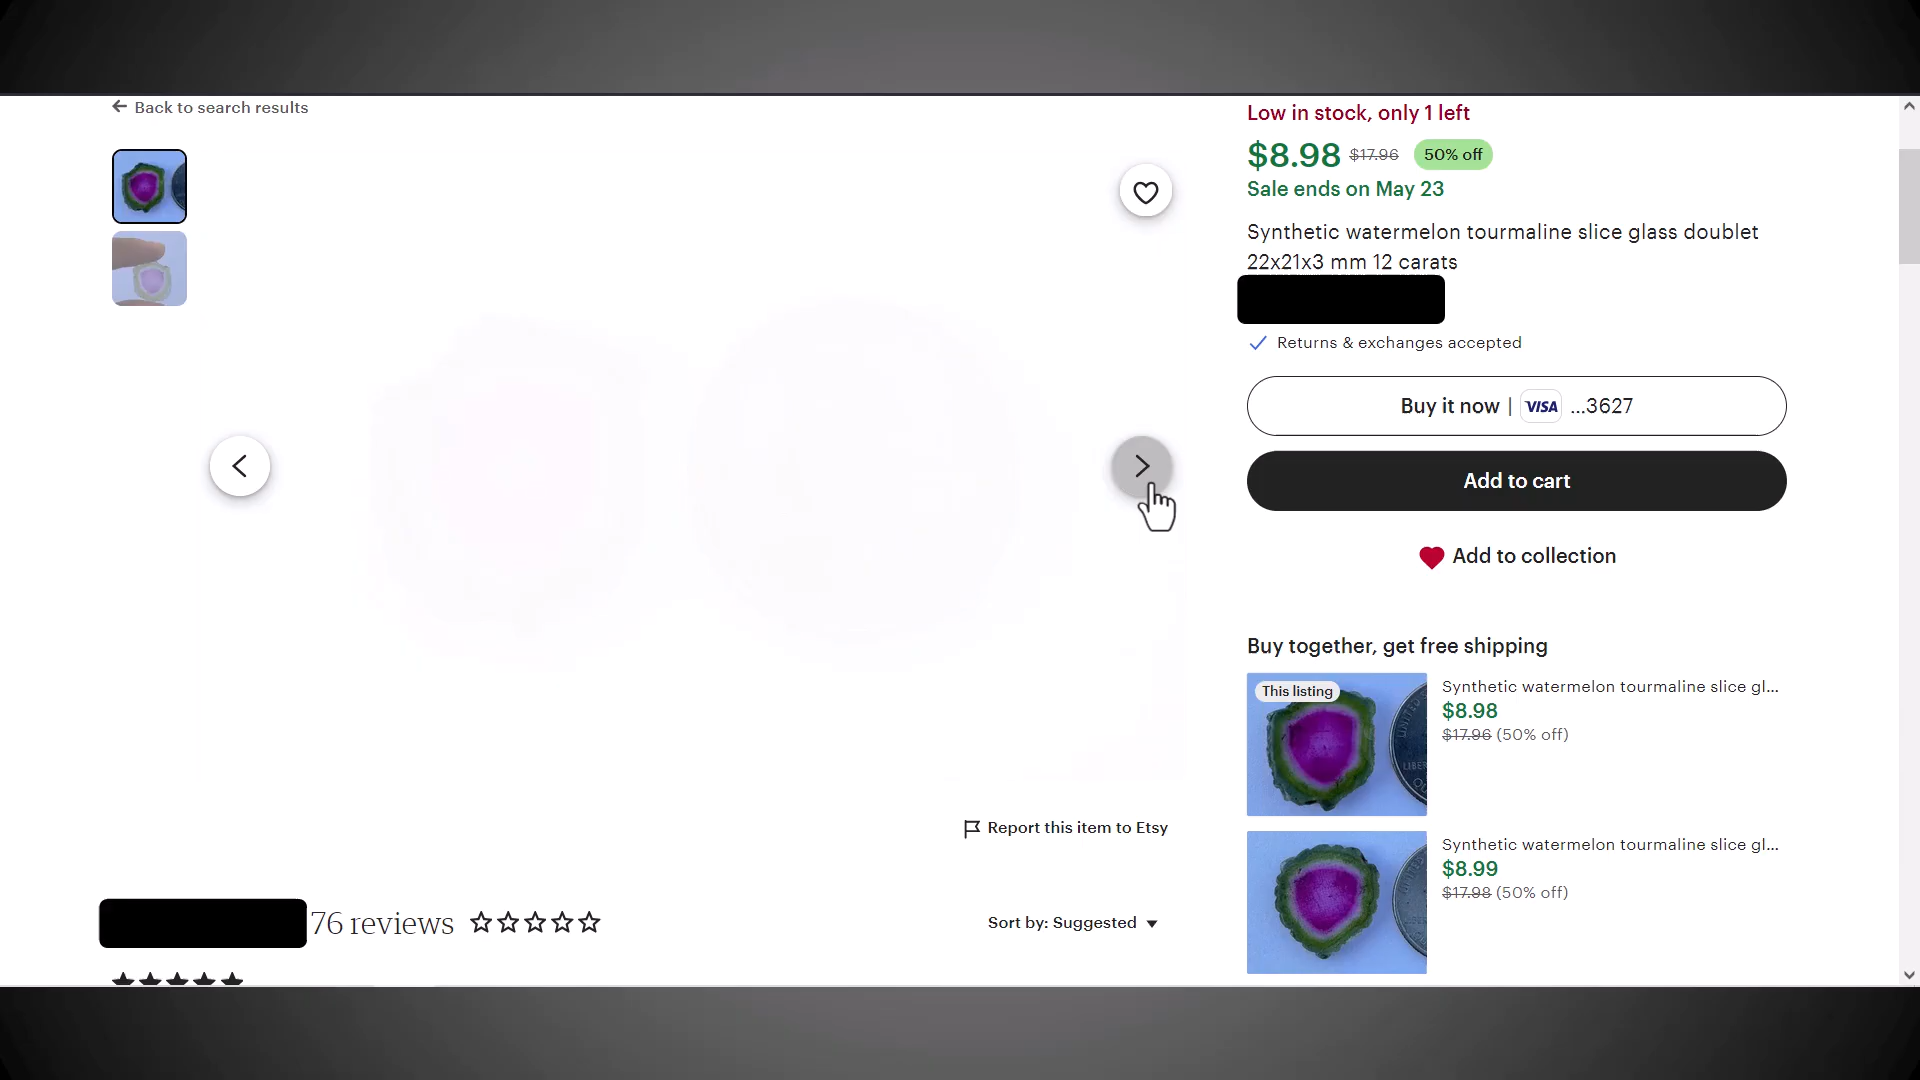 Back to search results
Low in stock, only 1 left
$8.98 $17.96 50% off
Sale ends on May 23
Synthetic watermelon tourmaline slice glass doublet
22x21x3 mm 12 carats
Returns & exchanges accepted
Buy it now | VISA ...3627
Add to cart
Add to collection
Buy together, get free shipping
This listing
Synthetic watermelon tourmaline slice gl...
$8.98
$17.96 (50% off)
Synthetic watermelon tourmaline slice gl...
$8.99
$17.98 (50% off)
Report this item to Etsy
76 reviews
Sort by: Suggested